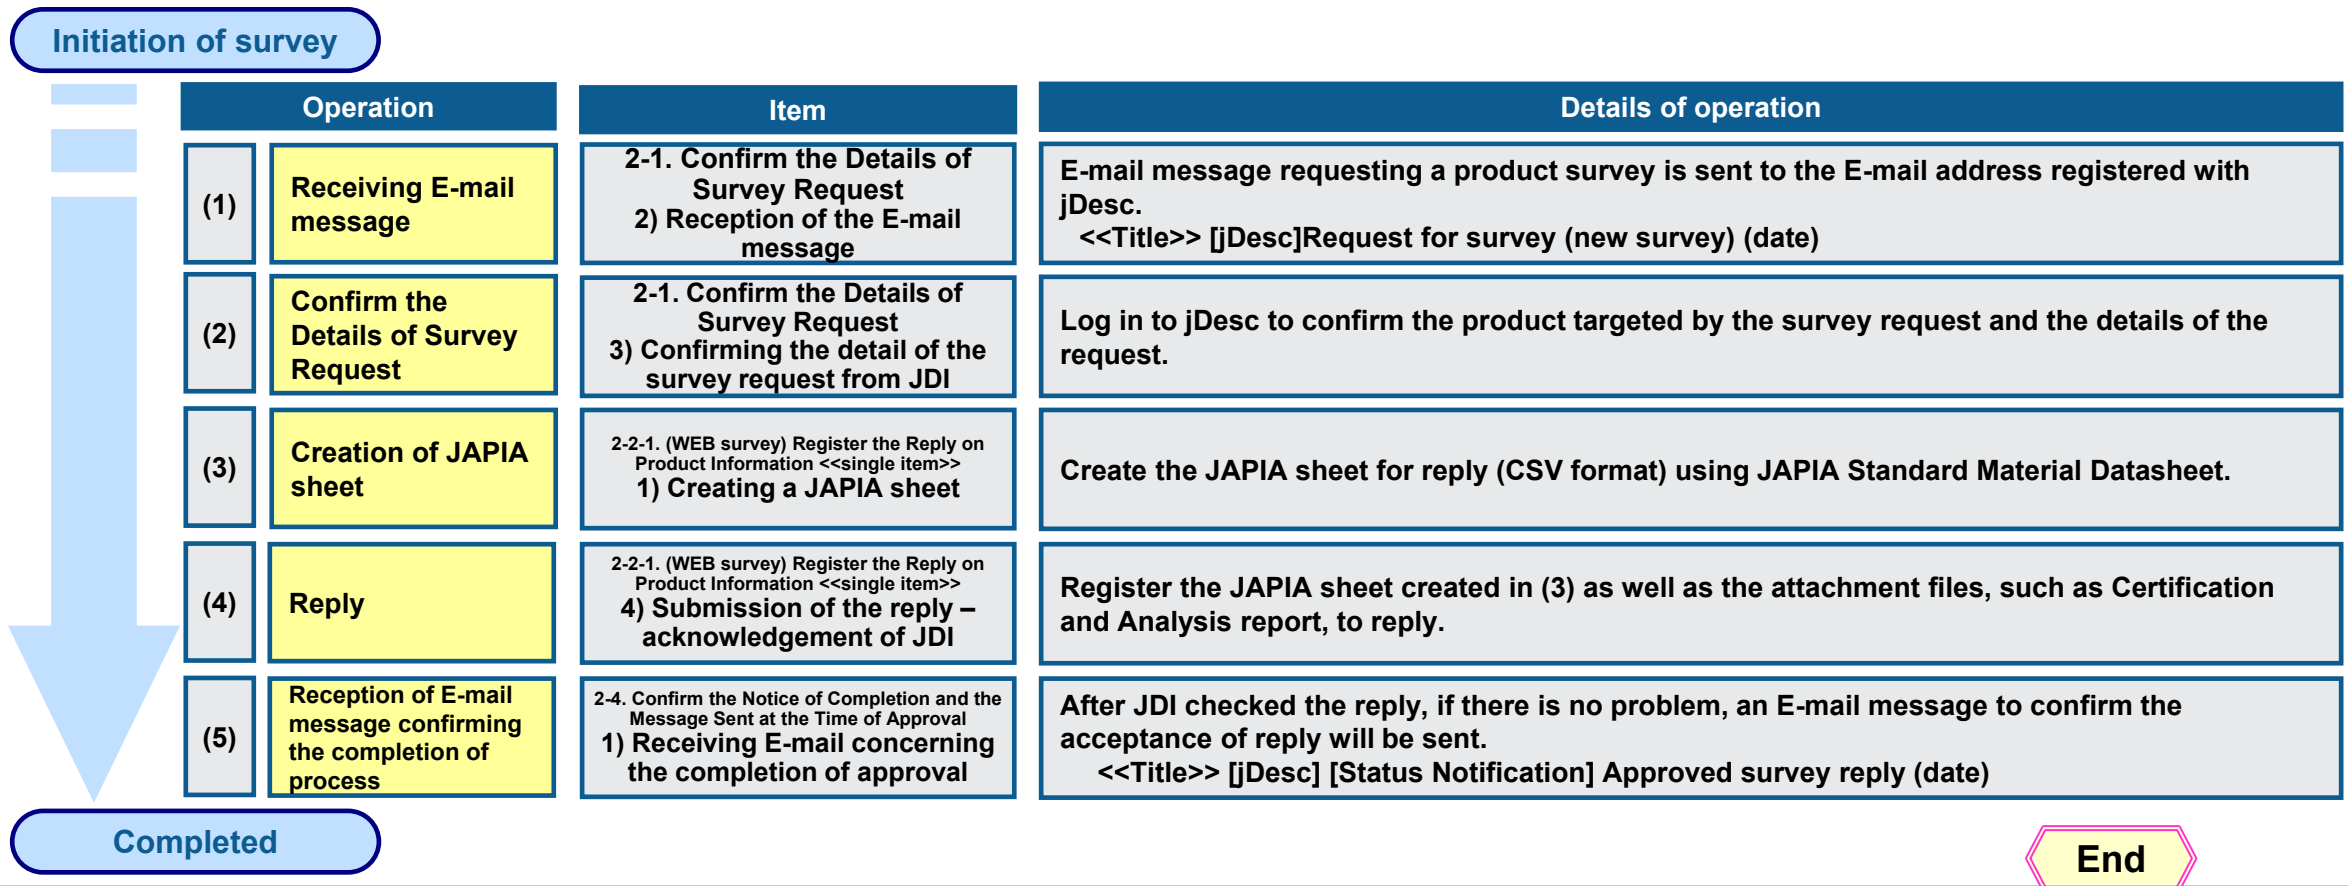 Initiation of survey
Operation
Item
Details of operation
(1)
Receiving E-mail
message
2-1. Confirm the Details of
Survey Request
2) Reception of the E-mail
message
E-mail message requesting a product survey is sent to the E-mail address registered with
jDesc.
<<Title>> [jDesc]Request for survey (new survey) (date)
(2)
Confirm the
Details of Survey
Request
2-1. Confirm the Details of
Survey Request
3) Confirming the detail of the
survey request from JDI
Log in to jDesc to confirm the product targeted by the survey request and the details of the
request.
(3)
Creation of JAPIA
sheet
2-2-1. (WEB survey) Register the Reply on
Product Information <<single item>>
1) Creating a JAPIA sheet
Create the JAPIA sheet for reply (CSV format) using JAPIA Standard Material Datasheet.
(4)
Reply
2-2-1. (WEB survey) Register the Reply on
Product Information <<single item>>
4) Submission of the reply –
acknowledgement of JDI
Register the JAPIA sheet created in (3) as well as the attachment files, such as Certification
and Analysis report, to reply.
(5)
Reception of E-mail
message confirming
the completion of
process
2-4. Confirm the Notice of Completion and the
Message Sent at the Time of Approval
1) Receiving E-mail concerning
the completion of approval
After JDI checked the reply, if there is no problem, an E-mail message to confirm the
acceptance of reply will be sent.
<<Title>> [jDesc] [Status Notification] Approved survey reply (date)
Completed
End